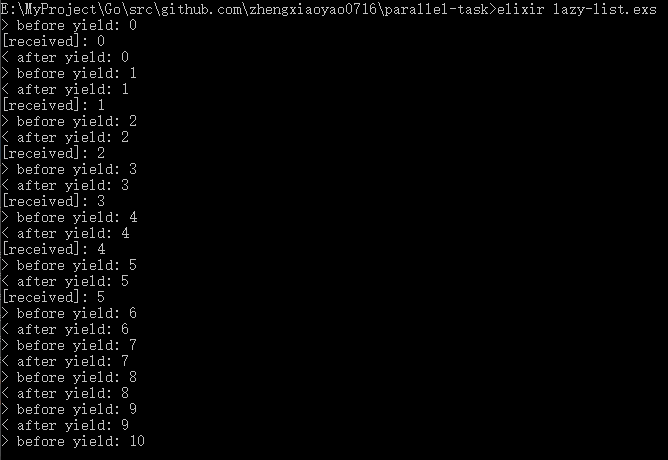 E:\MyProject\Go\src\github.com\zhengxiaoyao0716\parallel-task>elixir lazy-list.exs
> before yield: 0
[received]: 0
< after yield: 0
> before yield: 1
< after yield: 1
[received]: 1
> before yield: 2
< after yield: 2
[received]: 2
> before yield: 3
< after yield: 3
[received]: 3
> before yield: 4
< after yield: 4
[received]: 4
> before yield: 5
< after yield: 5
[received]: 5
> before yield: 6
< after yield: 6
> before yield: 7
< after yield: 7
> before yield: 8
< after yield: 8
> before yield: 9
< after yield: 9
> before yield: 10